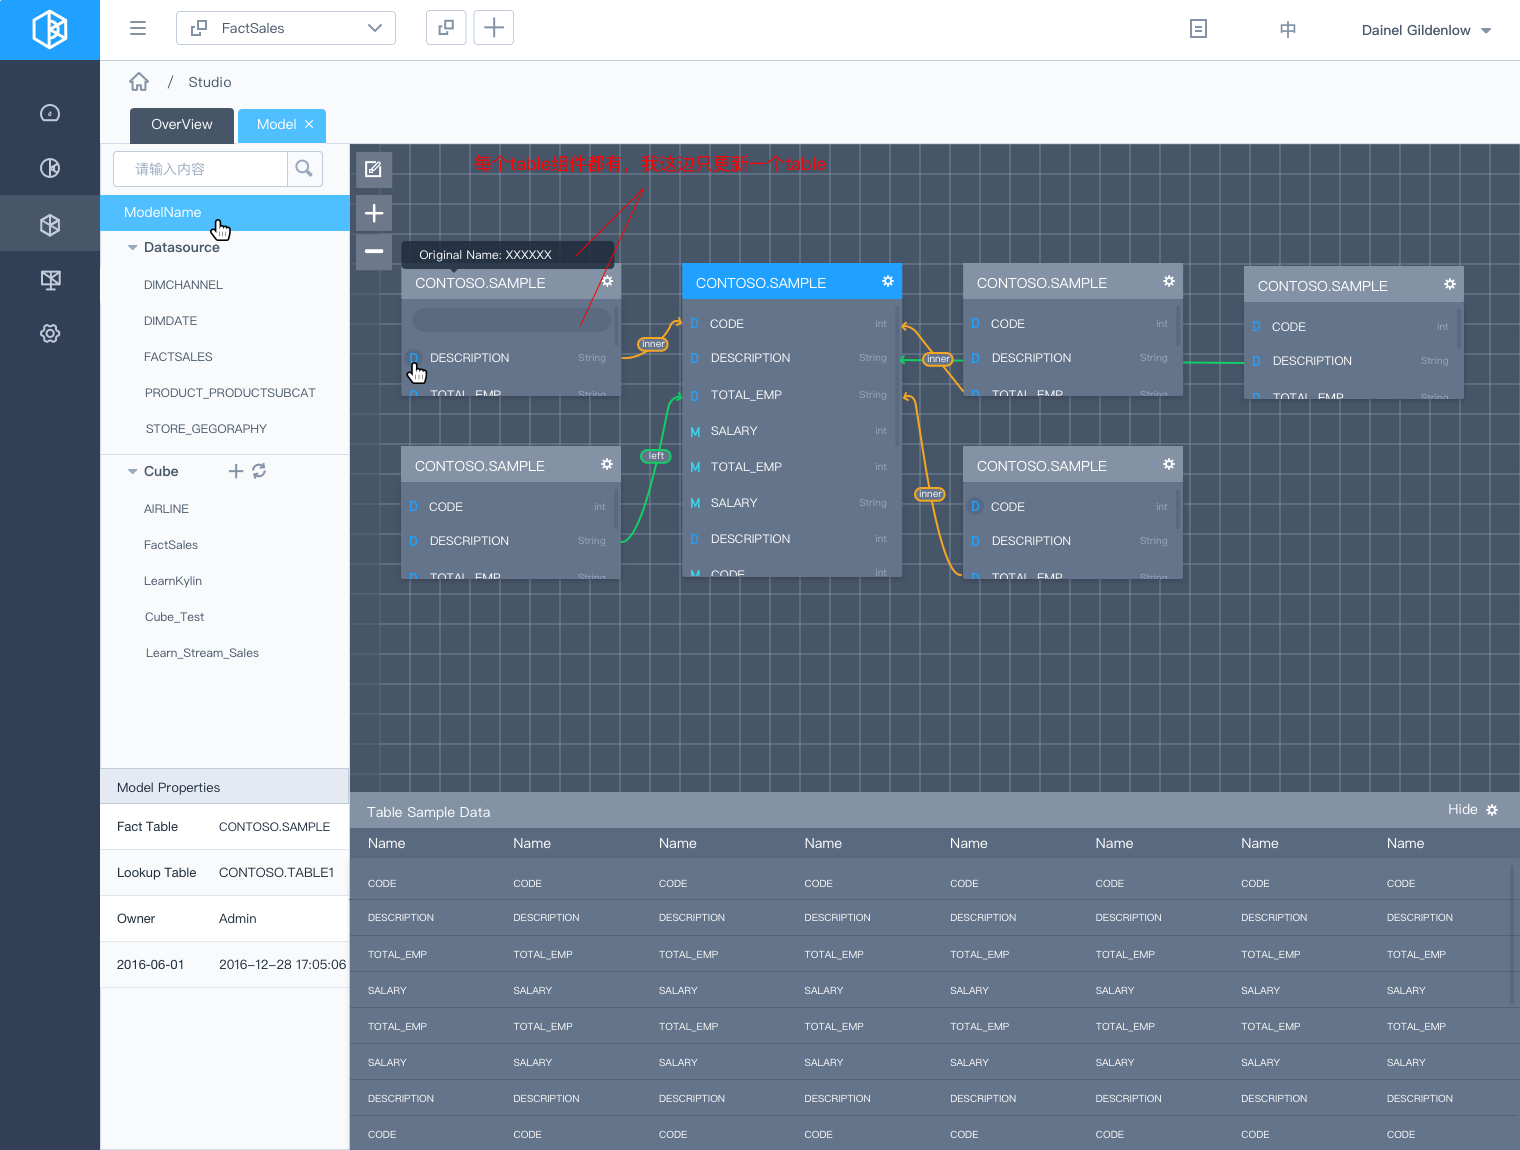 FactSales
中
Dainel Gildenlow
/ Studio
OverView
Model ×
请输入内容
ModelName
Datasource
DIMCHANNEL
DIMDATE
FACTSALES
PRODUCT_PRODUCTSUBCAT
STORE_GEGORAPHY
Cube
AIRLINE
FactSales
LearnKylin
Cube_Test
Learn_Stream_Sales
Model Properties
Fact Table CONTOSO.SAMPLE
Lookup Table CONTOSO.TABLE1
Owner Admin
2016-06-01 2016-12-28 17:05:06
每个table组件都有，我这边只更新一个table
Original Name: XXXXXX
CONTOSO.SAMPLE
D DESCRIPTION String
D TOTAL_EMP String
inner
CONTOSO.SAMPLE
D CODE int
D DESCRIPTION String
D TOTAL_EMP String
left
CONTOSO.SAMPLE
D CODE int
D DESCRIPTION String
D TOTAL_EMP String
M SALARY int
M TOTAL_EMP int
M SALARY String
D DESCRIPTION int
M CODE int
inner
inner
CONTOSO.SAMPLE
D CODE int
D DESCRIPTION String
D TOTAL_EMP String
CONTOSO.SAMPLE
D CODE int
D DESCRIPTION String
D TOTAL_EMP String
CONTOSO.SAMPLE
D CODE int
D DESCRIPTION String
D TOTAL_EMP String
Table Sample Data Hide
Name Name Name Name Name Name Name Name
CODE CODE CODE CODE CODE CODE CODE CODE
DESCRIPTION DESCRIPTION DESCRIPTION DESCRIPTION DESCRIPTION DESCRIPTION DESCRIPTION DESCRIPTION
TOTAL_EMP TOTAL_EMP TOTAL_EMP TOTAL_EMP TOTAL_EMP TOTAL_EMP TOTAL_EMP TOTAL_EMP
SALARY SALARY SALARY SALARY SALARY SALARY SALARY SALARY
TOTAL_EMP TOTAL_EMP TOTAL_EMP TOTAL_EMP TOTAL_EMP TOTAL_EMP TOTAL_EMP TOTAL_EMP
SALARY SALARY SALARY SALARY SALARY SALARY SALARY SALARY
DESCRIPTION DESCRIPTION DESCRIPTION DESCRIPTION DESCRIPTION DESCRIPTION DESCRIPTION DESCRIPTION
CODE CODE CODE CODE CODE CODE CODE CODE